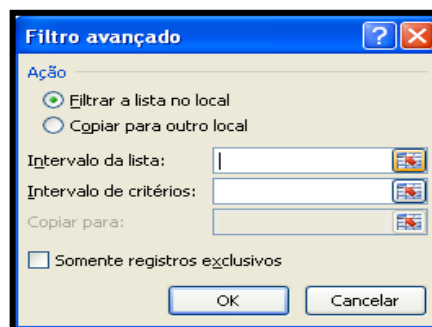 Filtro avançado
Ação
Filtrar a lista no local
Copiar para outro local
Intervalo da lista:
Intervalo de critérios:
Copiar para:
Somente registros exclusivos
OK Cancelar